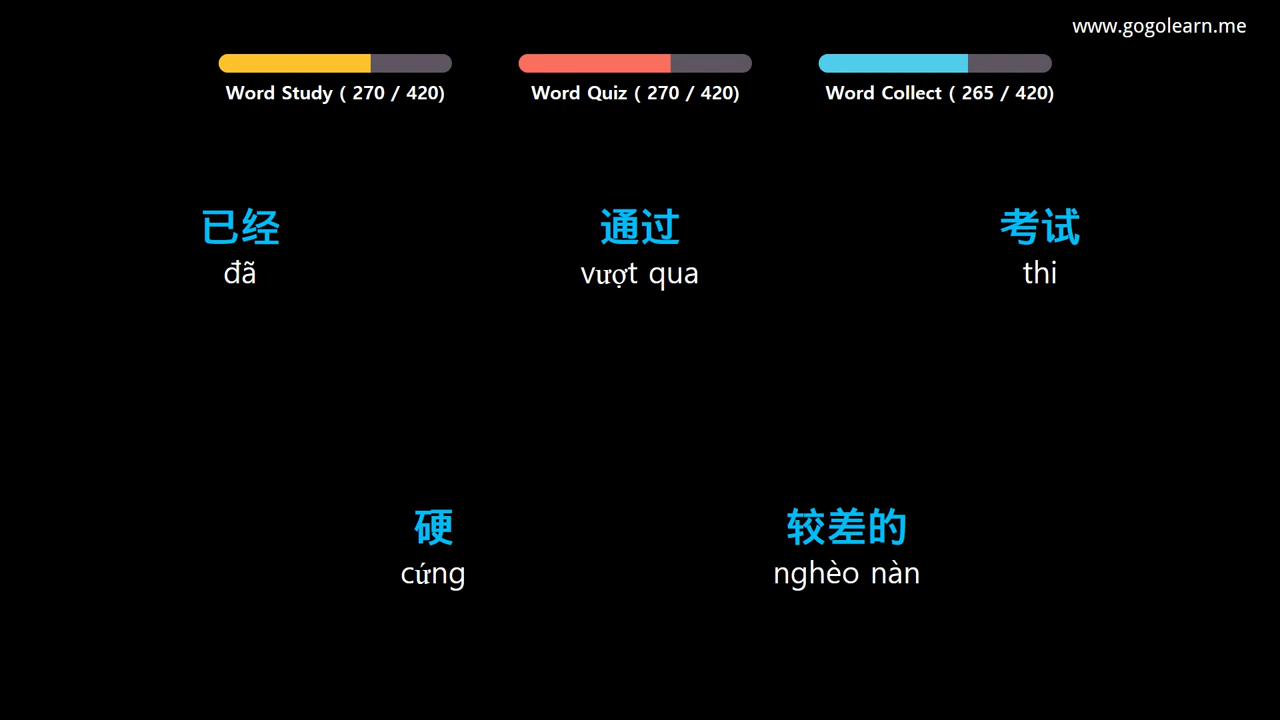 www.gogolearn.me
Word Study ( 270 / 420)
Word Quiz ( 270 / 420)
Word Collect ( 265 / 420)
已经
đã
通过
vượt qua
考试
thi
硬
cứng
较差的
nghèo nàn